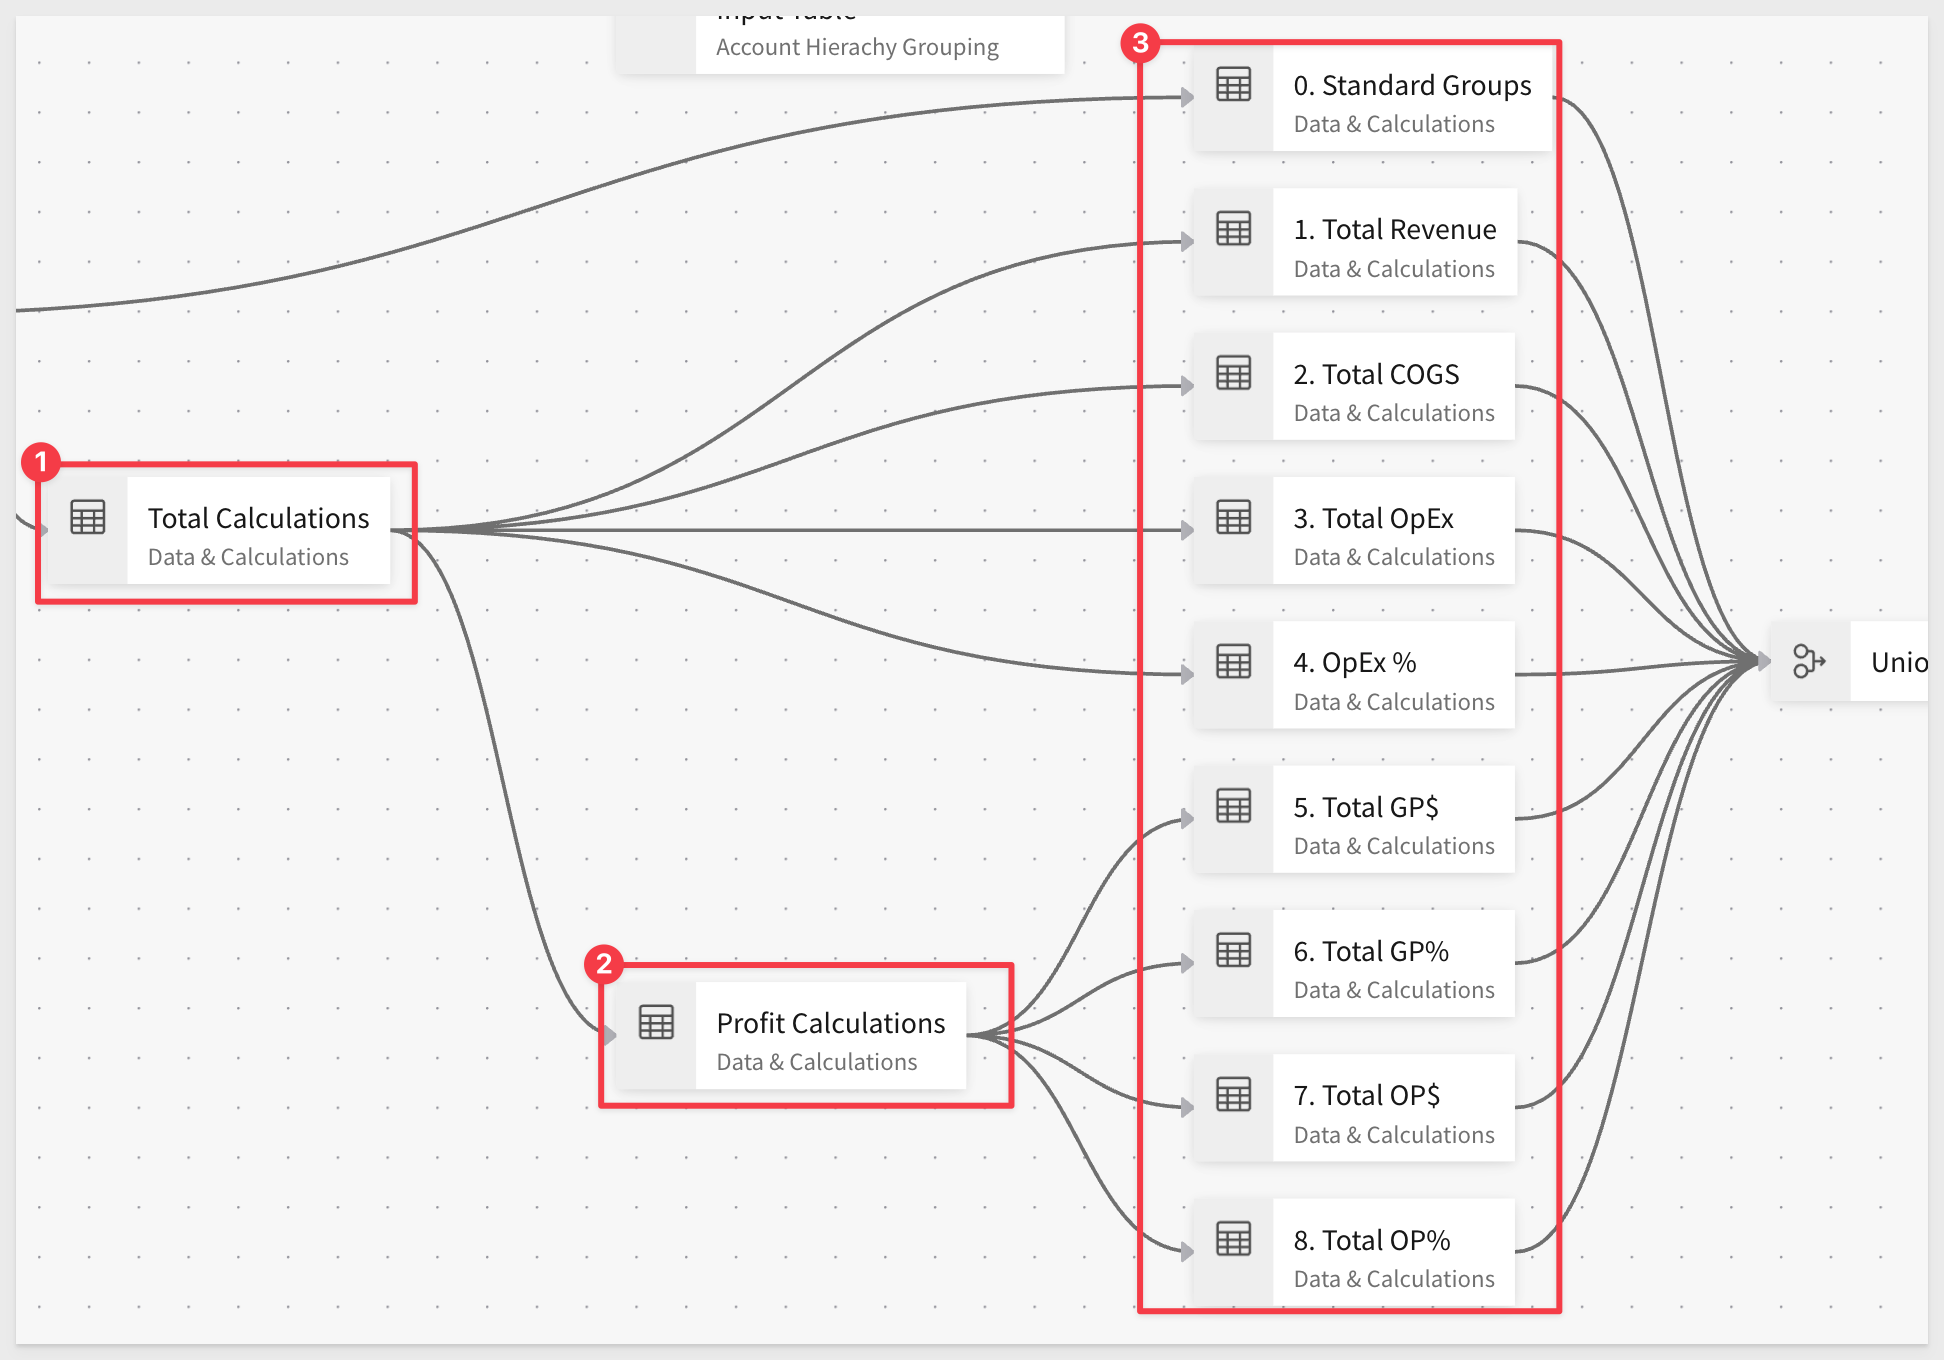 Input Table
Account Hierachy Grouping
3
0. Standard Groups
Data & Calculations
1. Total Revenue
Data & Calculations
2. Total COGS
Data & Calculations
1
Total Calculations
Data & Calculations
3. Total OpEx
Data & Calculations
4. OpEx %
Data & Calculations
Unio
5. Total GP$
Data & Calculations
6. Total GP%
Data & Calculations
2
Profit Calculations
Data & Calculations
7. Total OP$
Data & Calculations
8. Total OP%
Data & Calculations